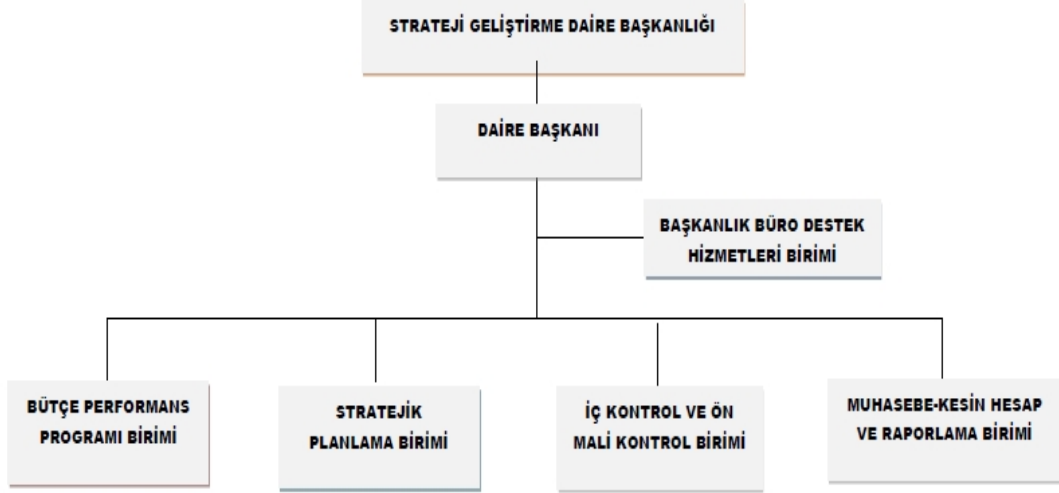 STRATEJİ GELİŞTİRME DAİRE BAŞKANLIĞI
DAİRE BAŞKANI
BAŞKANLIK BÜRO DESTEK
HİZMETLERİ BİRİMİ
BÜTÇE PERFORMANS
PROGRAMI BİRİMİ
STRATEJİK
PLANLAMA BİRİMİ
İÇ KONTROL VE ÖN
MALİ KONTROL BİRİMİ
MUHASEBE-KESİN HESAP
VE RAPORLAMA BİRİMİ